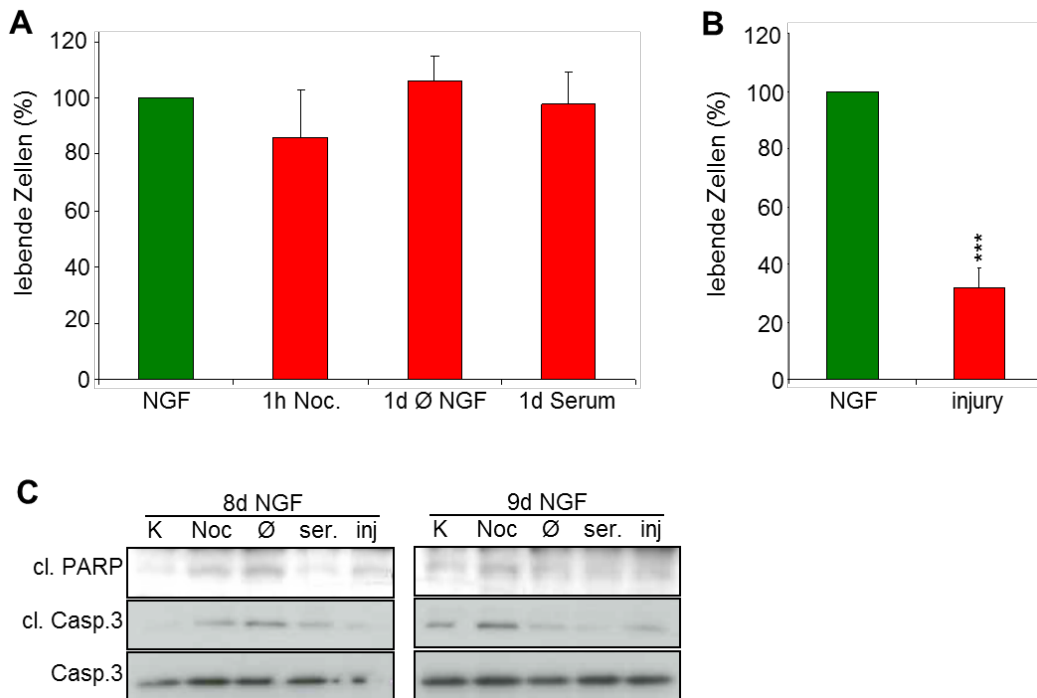 A
lebende Zellen (%)
120
100
80
60
40
20
0
NGF 1h Noc. 1d Ø NGF 1d Serum
B
lebende Zellen (%)
120
100
80
60
40
20
0
***
NGF injury
C
8d NGF
K Noc Ø ser. inj
9d NGF
K Noc Ø ser. inj
cl. PARP
cl. Casp.3
Casp.3